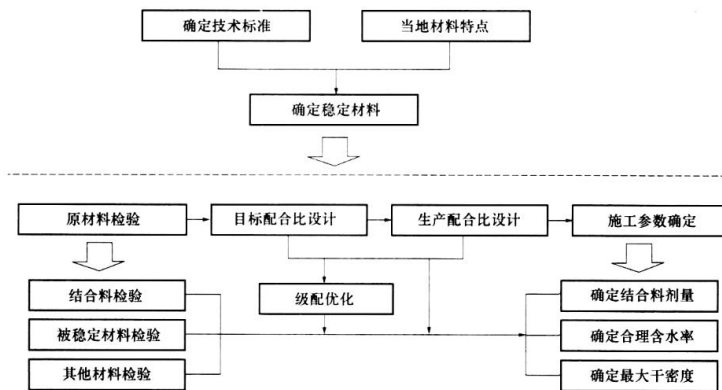 确定技术标准
当地材料特点
确定稳定材料
原材料检验
目标配合比设计
生产配合比设计
施工参数确定
结合料检验
级配优化
确定结合料剂量
被稳定材料检验
确定合理含水率
其他材料检验
确定最大干密度